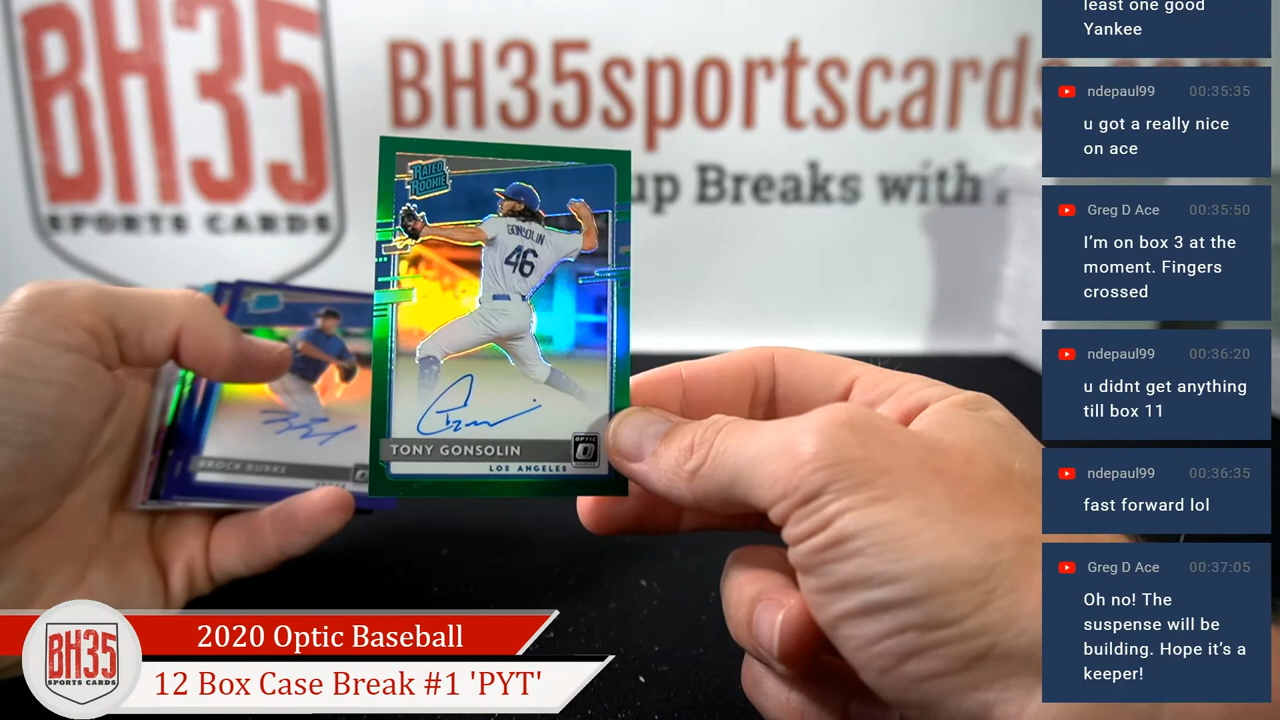 BH35
SPORTS CARDS
BH35sportscards
up Breaks with
RATED
ROOKIE
GONSOLIN
46
TONY GONSOLIN
OPTIC
LOS ANGELES
BROCK BURKE
2020 Optic Baseball
12 Box Case Break #1 'PYT'
BH35
SPORTS CARDS
least one good
Yankee
ndepaul99 00:35:35
u got a really nice
on ace
Greg D Ace 00:35:50
I'm on box 3 at the
moment. Fingers
crossed
ndepaul99 00:36:20
u didnt get anything
till box 11
ndepaul99 00:36:35
fast forward lol
Greg D Ace 00:37:05
Oh no! The
suspense will be
building. Hope it's a
keeper!